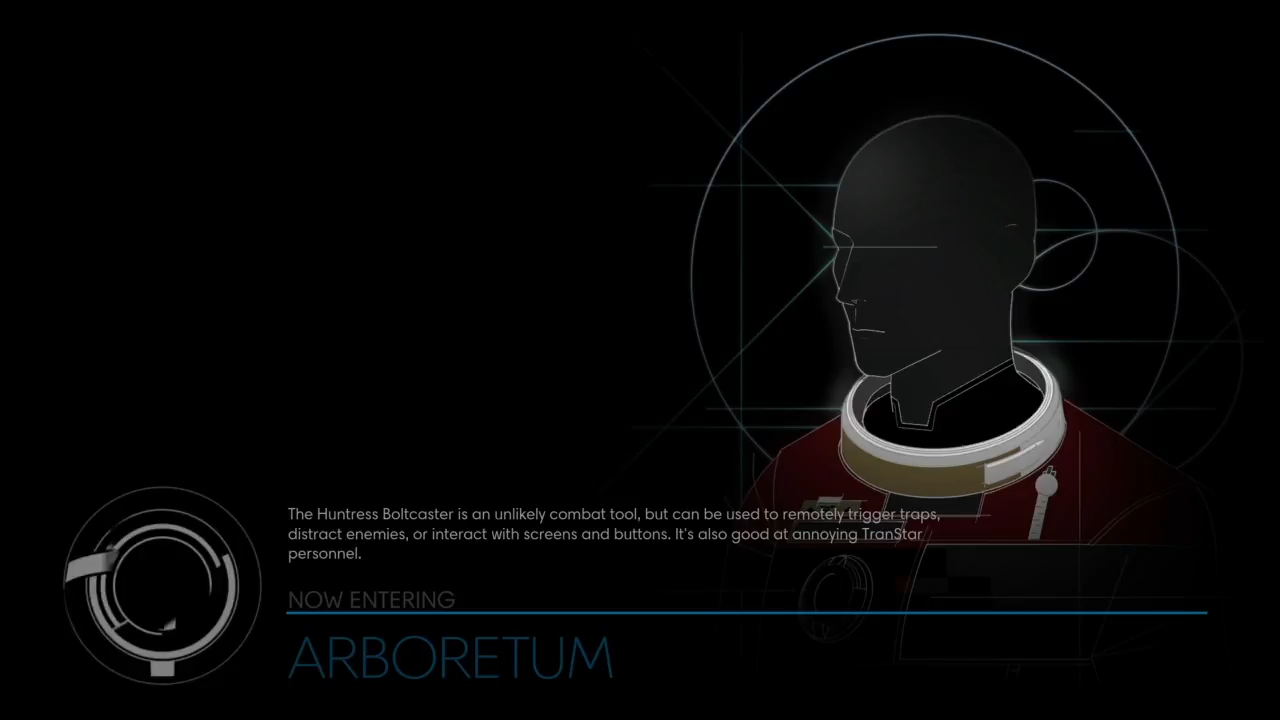 The Huntress Boltcaster is an unlikely combat tool, but can be used to remotely trigger traps,
distract enemies, or interact with screens and buttons. It's also good at annoying TranStar
personnel.
NOW ENTERING
ARBORETUM